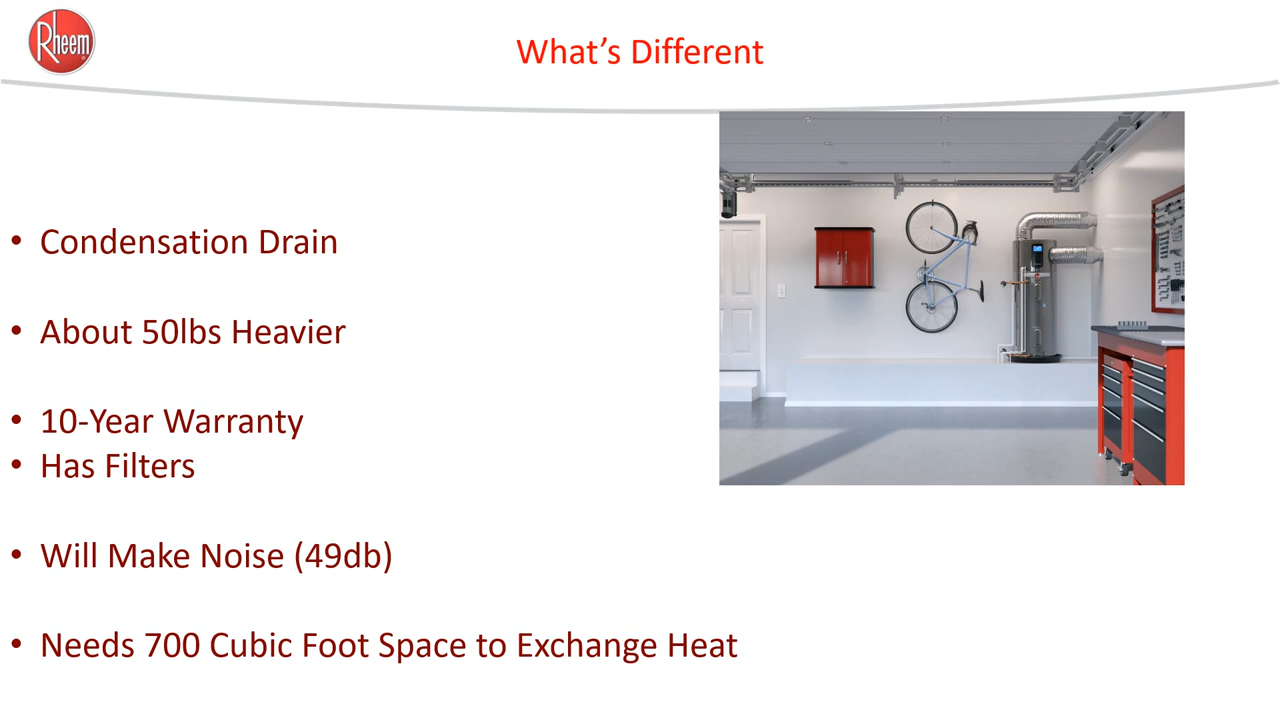 Rheem
What's Different
• Condensation Drain
• About 50lbs Heavier
• 10-Year Warranty
• Has Filters
• Will Make Noise (49db)
• Needs 700 Cubic Foot Space to Exchange Heat